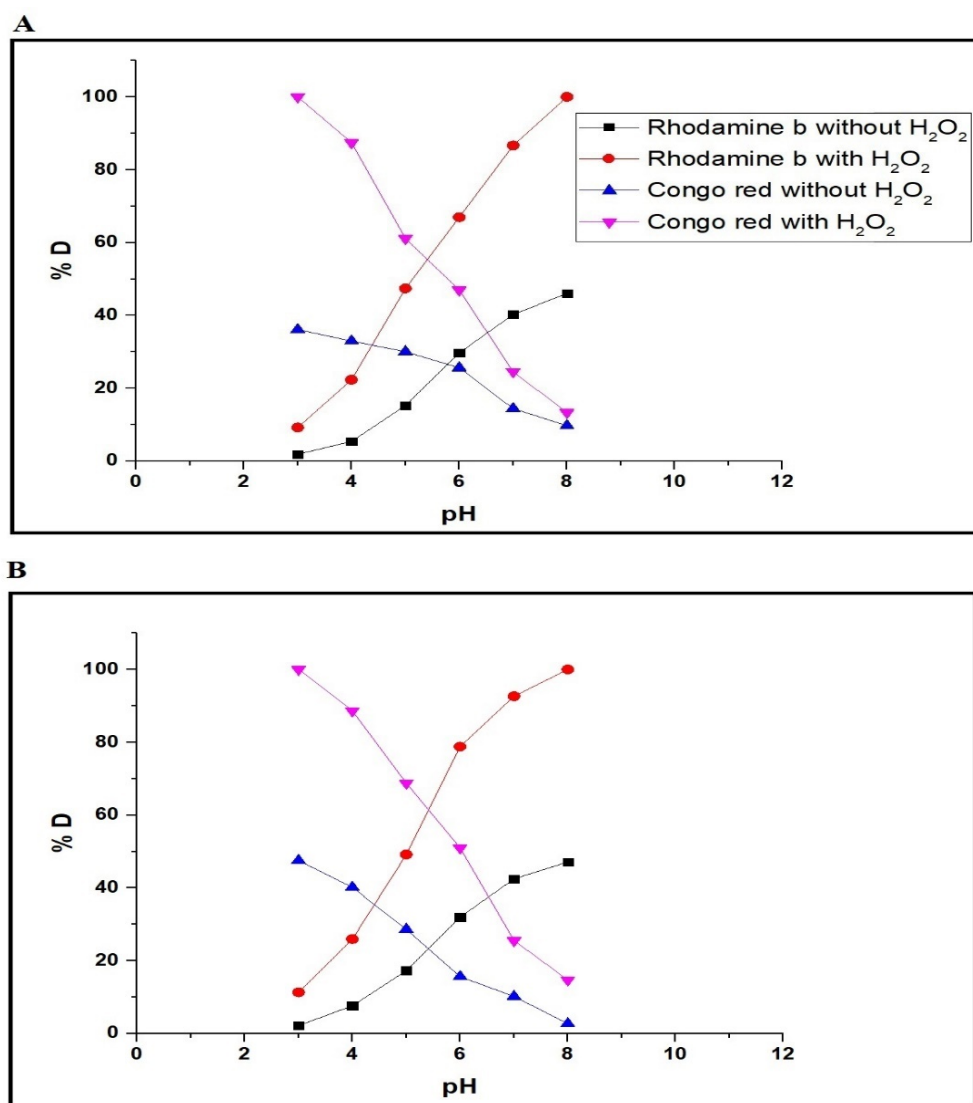 A
100
80
60
40
20
0
% D
0 2 4 6 8 10 12
pH
Rhodamine b without H₂O₂
Rhodamine b with H₂O₂
Congo red without H₂O₂
Congo red with H₂O₂
B
100
80
60
40
20
0
% D
0 2 4 6 8 10 12
pH